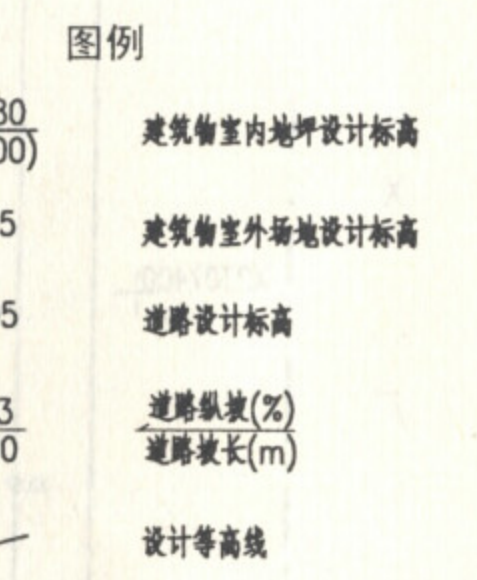 图例
建筑物室内地坪设计标高
建筑物室外场地设计标高
5
道路设计标高
5
道路纵坡(%)
3
道路坡长(m)
0
设计等高线